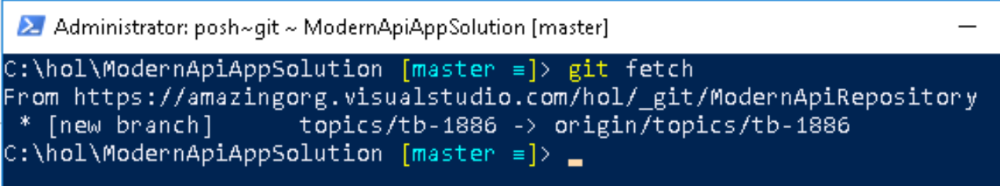 Administrator: posh~git ~ ModernApiAppSolution [master]
C:\hol\ModernApiAppSolution [master ≡]> git fetch
From https://amazingorg.visualstudio.com/hol/_git/ModernApiRepository
 * [new branch]      topics/tb-1886 -> origin/topics/tb-1886
C:\hol\ModernApiAppSolution [master ≡]>